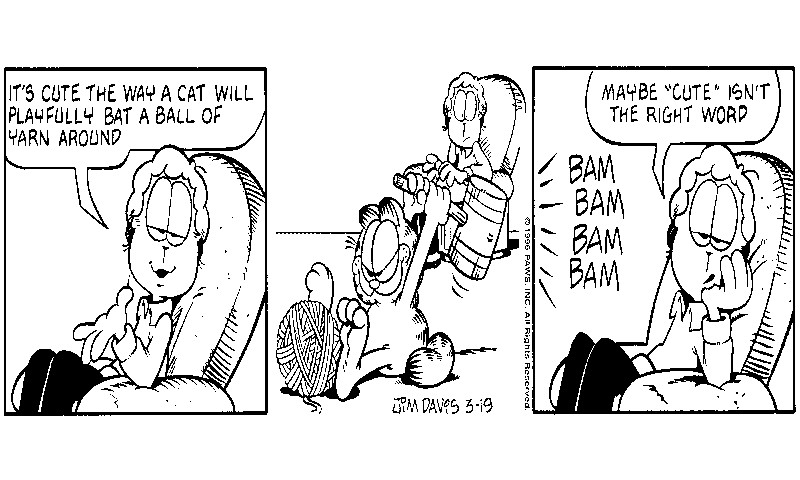 IT'S CUTE THE WAY A CAT WILL
PLAYFULLY BAT A BALL OF
YARN AROUND
JIM DAVIS 3-19
© 1996 PAWS, INC. All Rights Reserved.
MAYBE "CUTE" ISN'T
THE RIGHT WORD
BAM
BAM
BAM
BAM